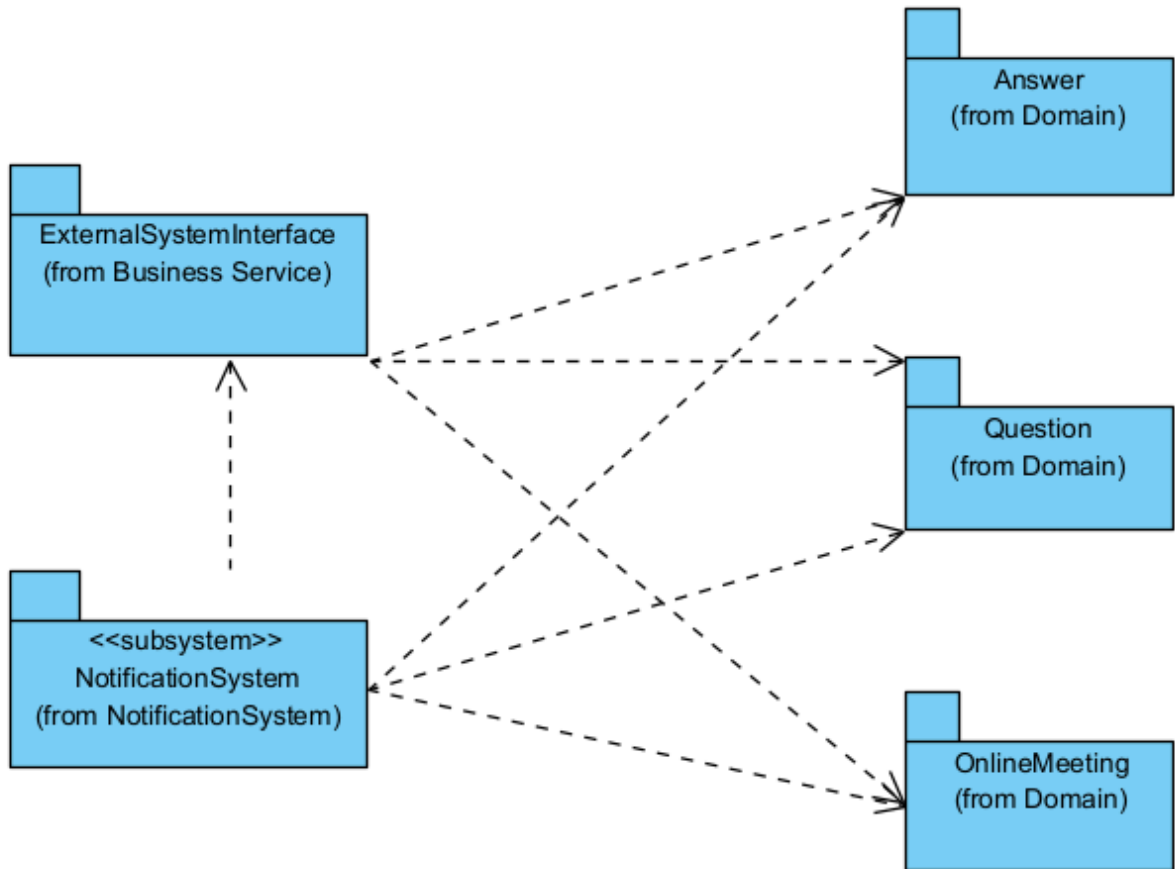 Answer
(from Domain)
ExternalSystemInterface
(from Business Service)
Question
(from Domain)
<<subsystem>>
NotificationSystem
(from NotificationSystem)
OnlineMeeting
(from Domain)